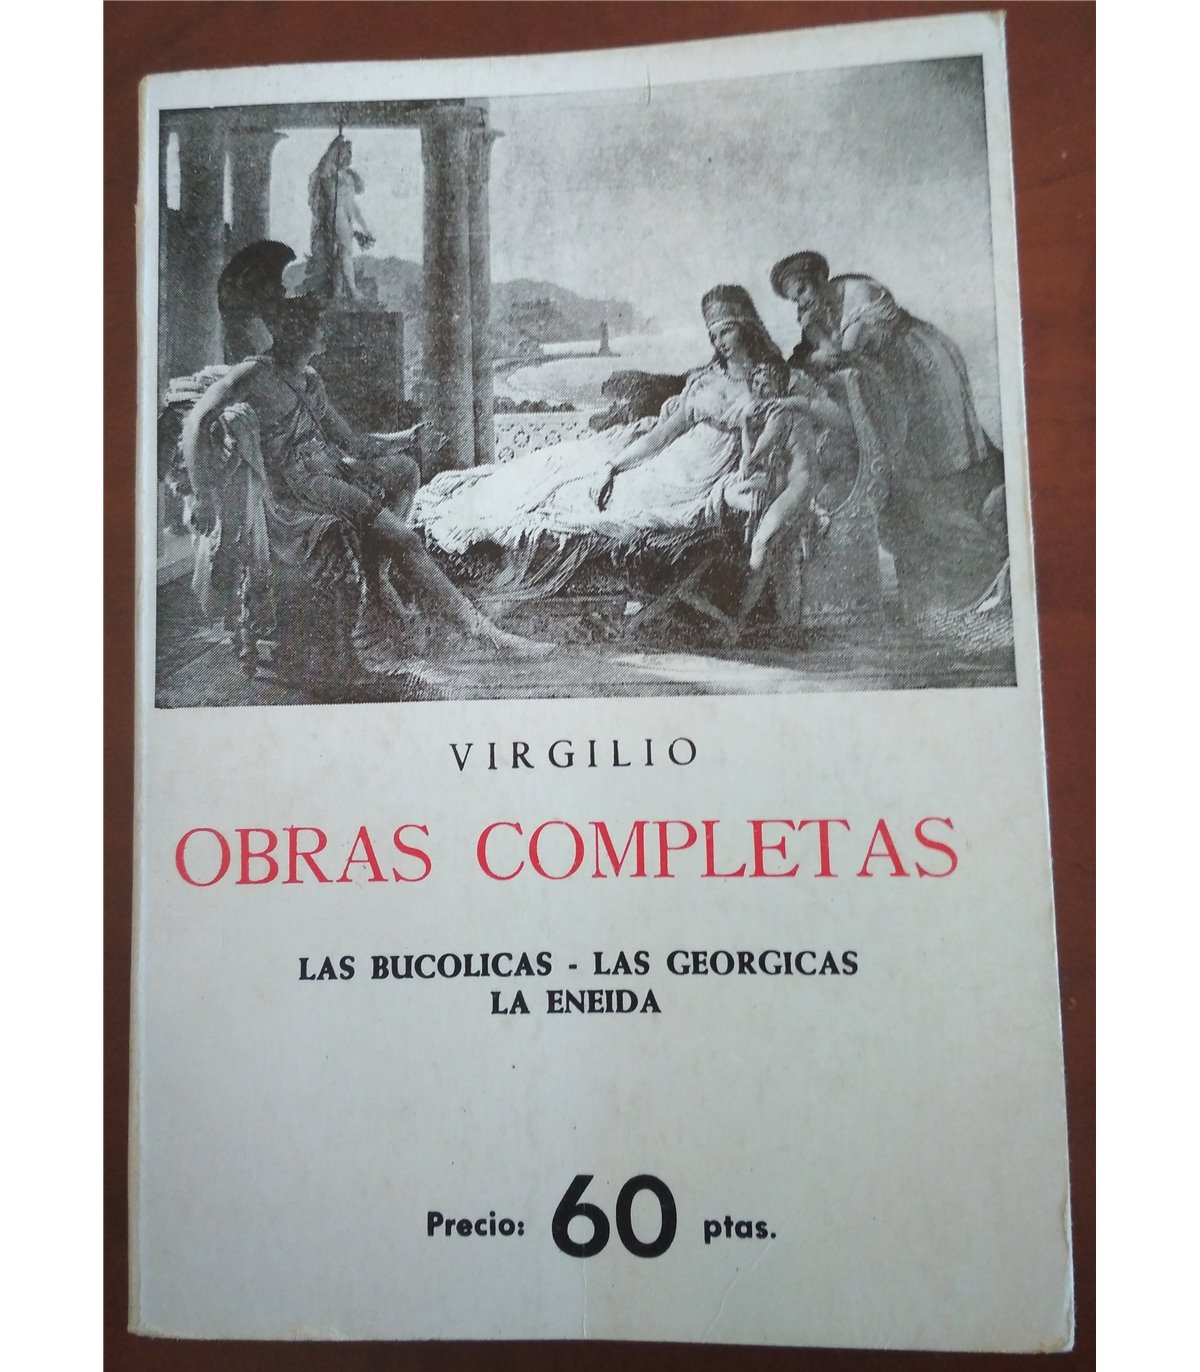 VIRGILIO
OBRAS COMPLETAS
LAS BUCOLICAS - LAS GEORGICAS
LA ENEIDA
Precio: 60 ptas.